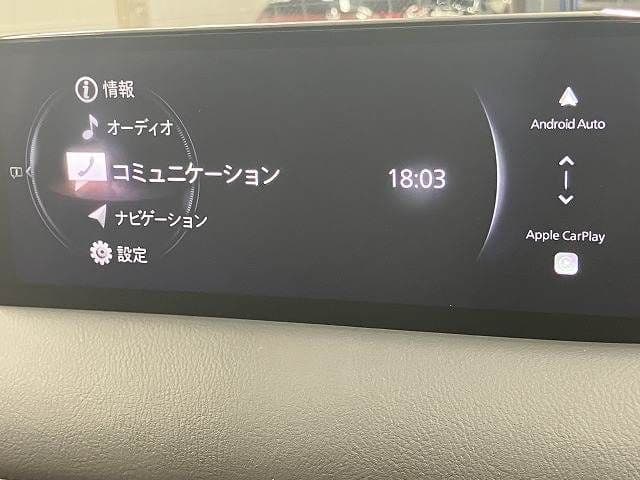 情報
オーディオ
コミュニケーション
ナビゲーション
設定
18:03
Android Auto
Apple CarPlay